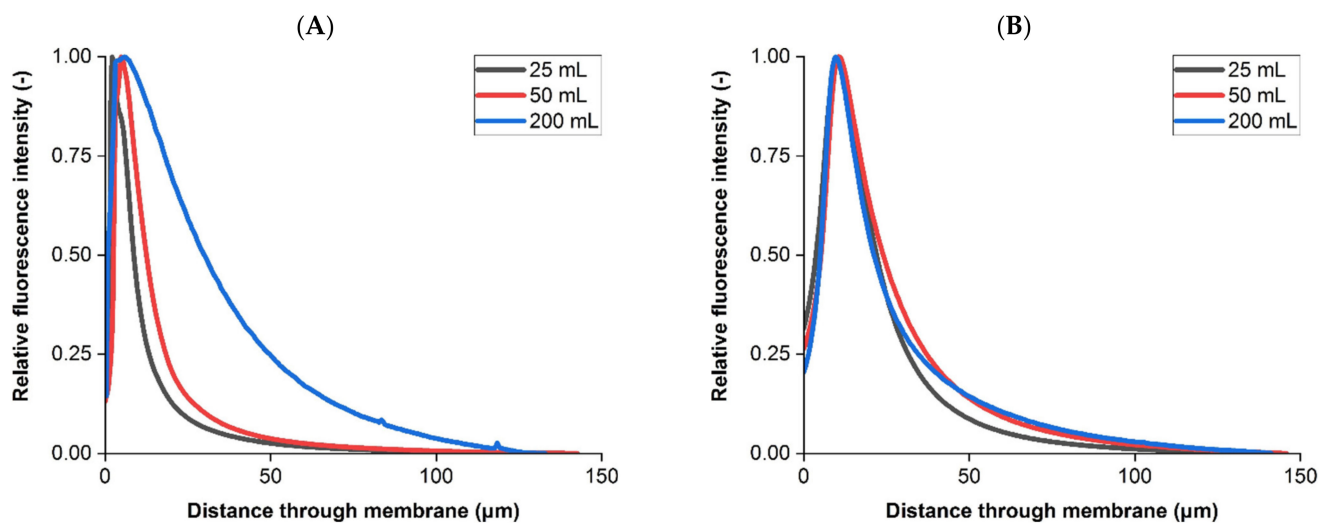 (A)
Relative fluorescence intensity (-)
1.00
0.75
0.50
0.25
0.00
25 mL
50 mL
200 mL
0
50
100
150
Distance through membrane (µm)
(B)
Relative fluorescence intensity (-)
1.00
0.75
0.50
0.25
0.00
25 mL
50 mL
200 mL
0
50
100
150
Distance through membrane (µm)